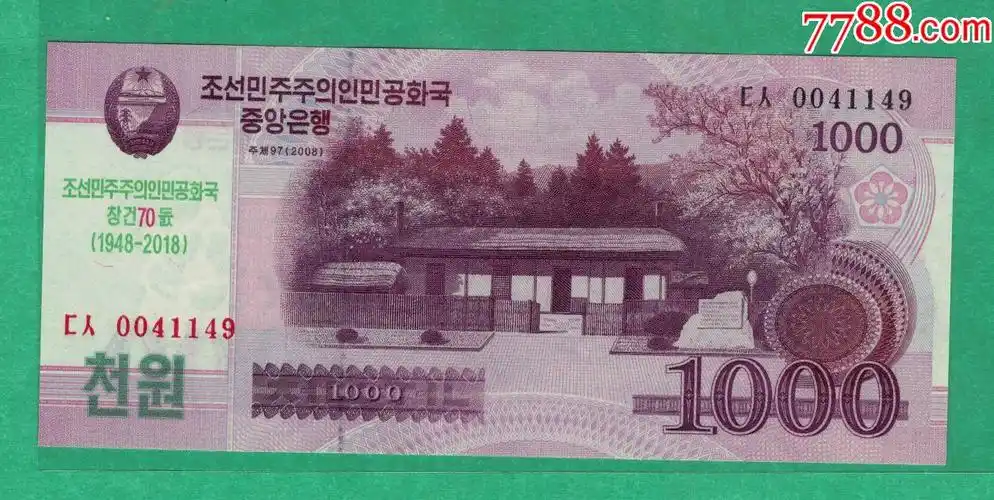 7788.com
조선민주주의인민공화국
중앙은행
주체97(2008)
ㄷㅅ 0041149
1000
조선민주주의인민공화국
창건 70 돐
(1948-2018)
ㄷㅅ 0041149
천원
1000
1000